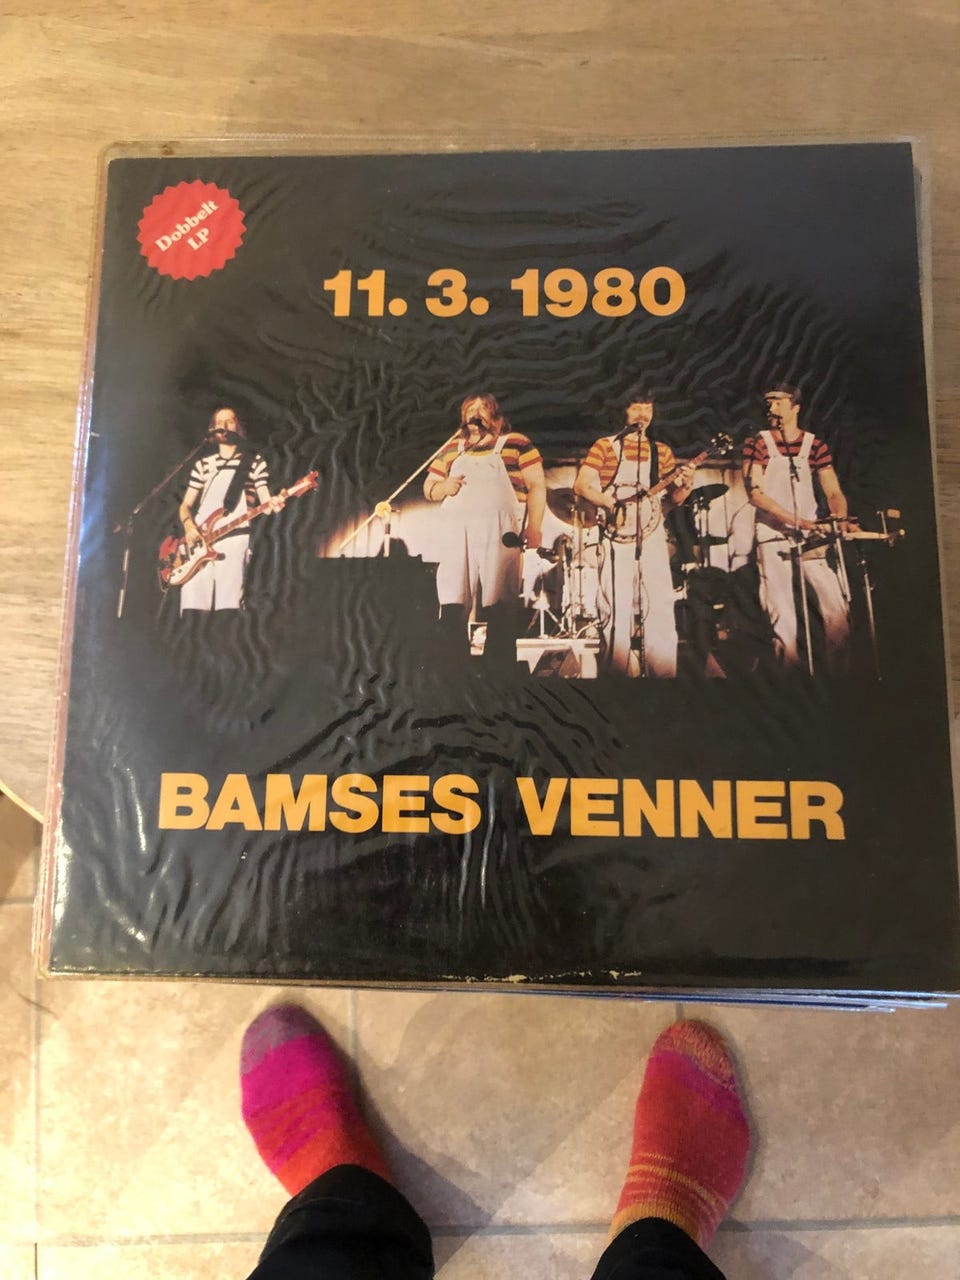 Dobbelt
LP
11. 3. 1980
BAMSES VENNER